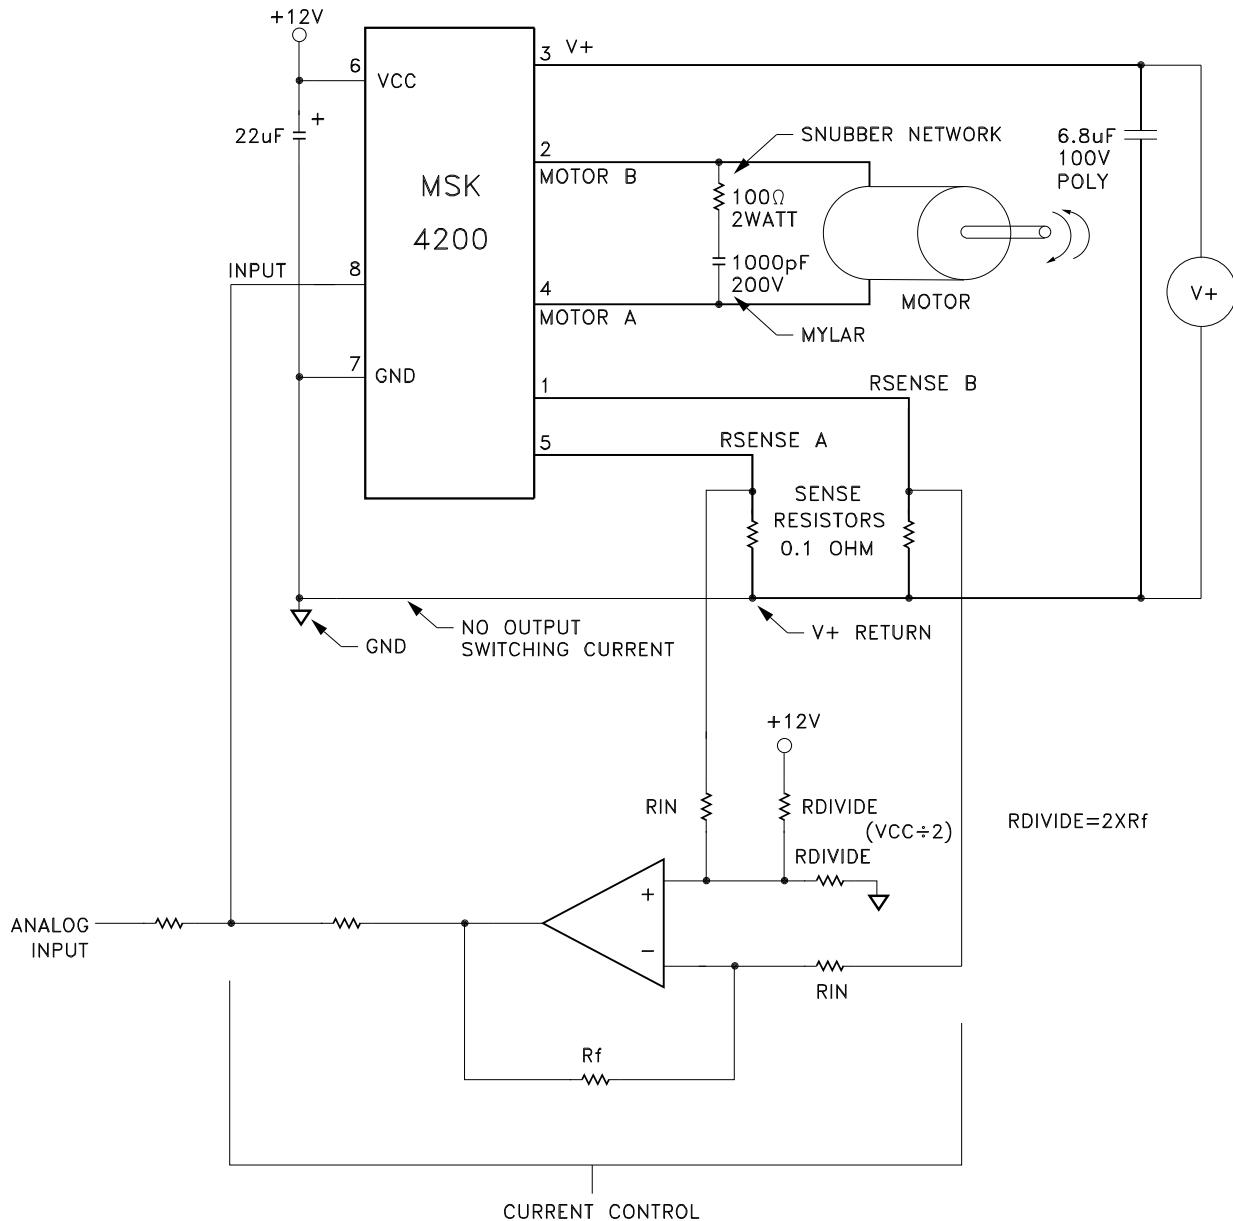 +12V
6
VCC
3
V+
22uF
+
SNUBBER NETWORK
6.8uF
100V
POLY
2
MOTOR B
MSK
4200
100Ω
2WATT
INPUT
8
1000pF
200V
4
MOTOR A
MOTOR
V+
MYLAR
7
GND
1
RSENSE B
5
RSENSE A
SENSE
RESISTORS
0.1 OHM
GND
NO OUTPUT
SWITCHING CURRENT
V+ RETURN
+12V
RIN
RDIVIDE
(VCC÷2)
RDIVIDE
RDIVIDE=2XRf
+
−
ANALOG
INPUT
RIN
Rf
CURRENT CONTROL